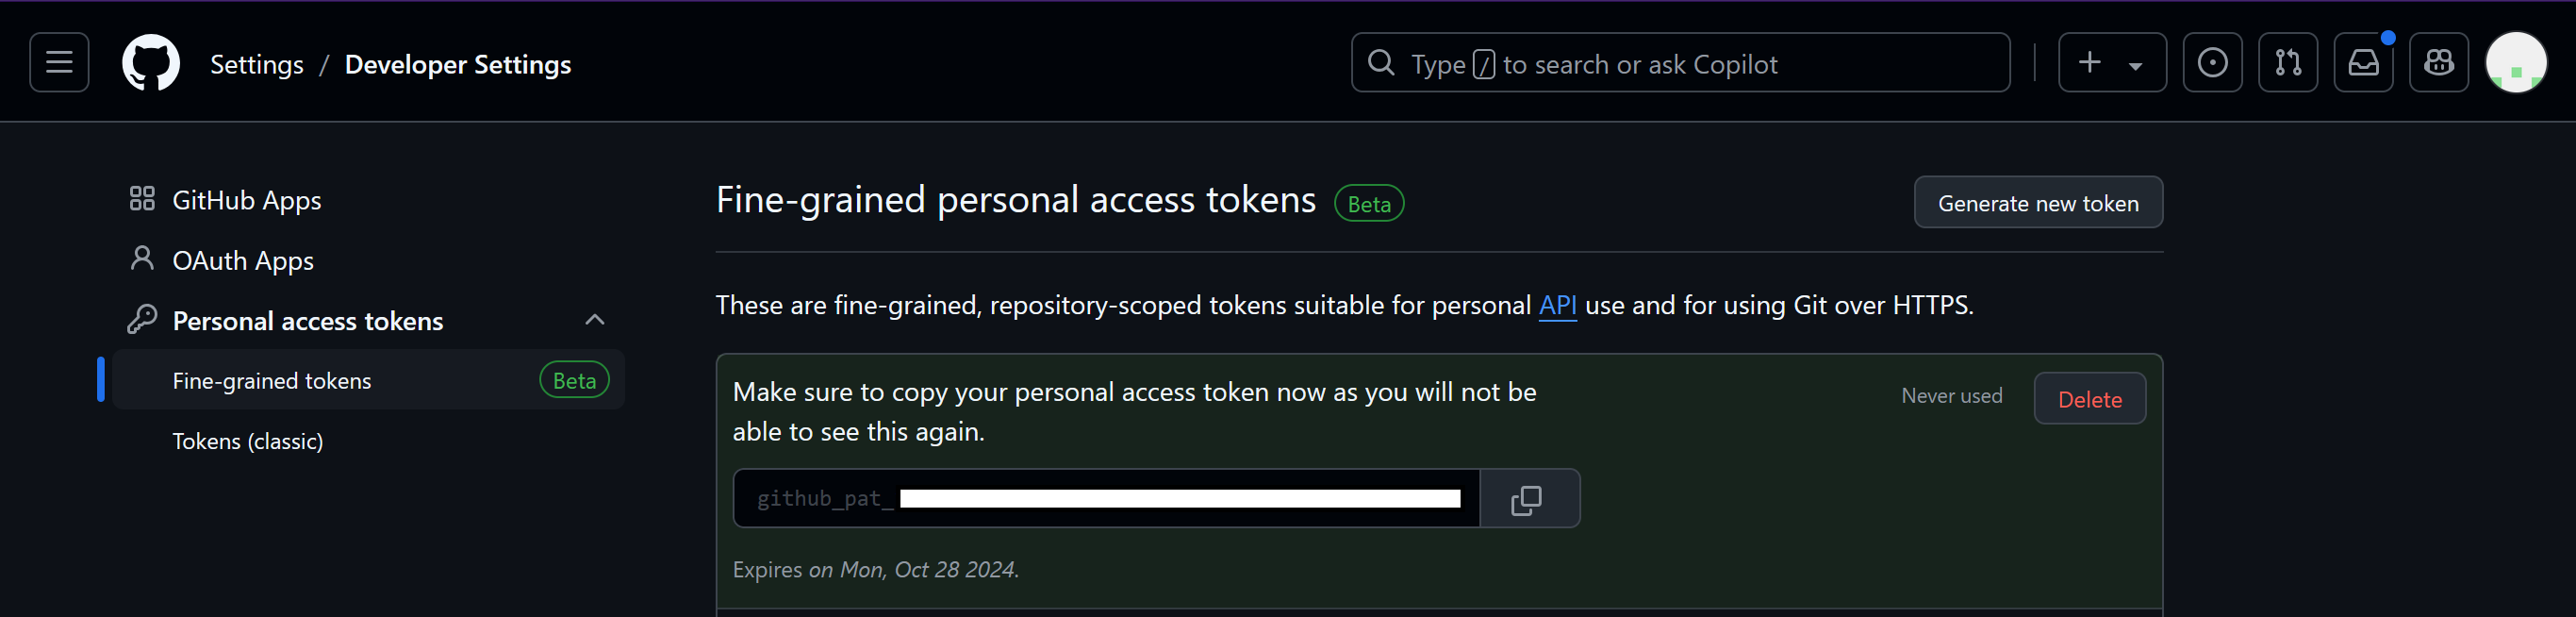 Settings / Developer Settings
Type / to search or ask Copilot
GitHub Apps
OAuth Apps
Personal access tokens
Fine-grained tokens Beta
Tokens (classic)
Fine-grained personal access tokens Beta
Generate new token
These are fine-grained, repository-scoped tokens suitable for personal API use and for using Git over HTTPS.
Make sure to copy your personal access token now as you will not be
able to see this again.
Never used
Delete
github_pat_
Expires on Mon, Oct 28 2024.